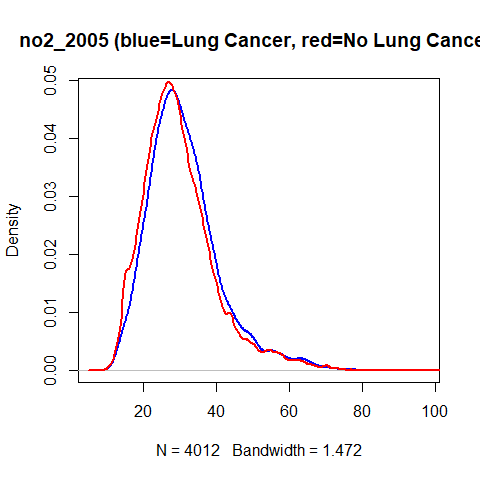 no2_2005 (blue=Lung Cancer, red=No Lung Cance
Density
0.05
0.04
0.03
0.02
0.01
0.00
20 40 60 80 100
N = 4012 Bandwidth = 1.472